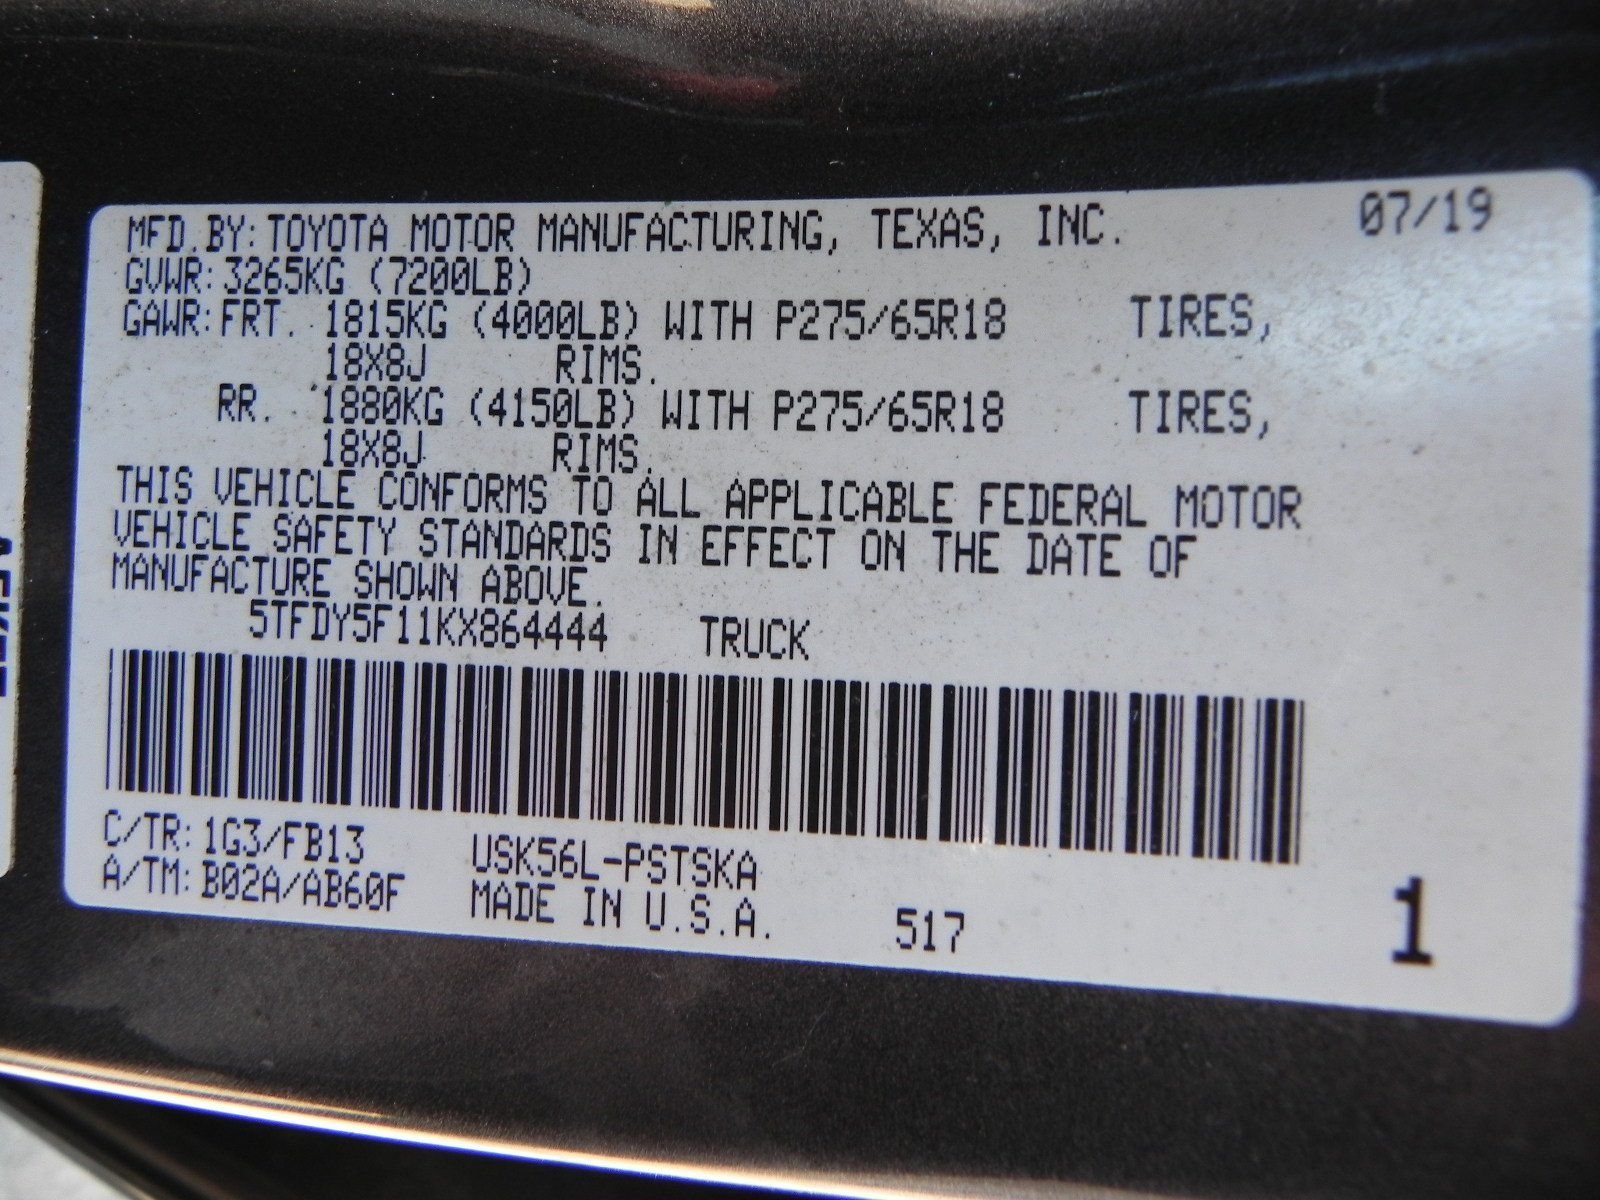 MFD.BY: TOYOTA MOTOR MANUFACTURING, TEXAS, INC. 07/19
GVWR: 3265KG (7200LB)
GAWR: FRT. 1815KG (4000LB) WITH P275/65R18 TIRES,
18X8J RIMS.
RR. 1880KG (4150LB) WITH P275/65R18 TIRES,
18X8J RIMS.
THIS VEHICLE CONFORMS TO ALL APPLICABLE FEDERAL MOTOR
VEHICLE SAFETY STANDARDS IN EFFECT ON THE DATE OF
MANUFACTURE SHOWN ABOVE.
5TFDY5F11KX864444 TRUCK
C/TR: 1G3/FB13 USK56L-PSTSKA
A/TM: B02A/AB60F MADE IN U.S.A. 517 1